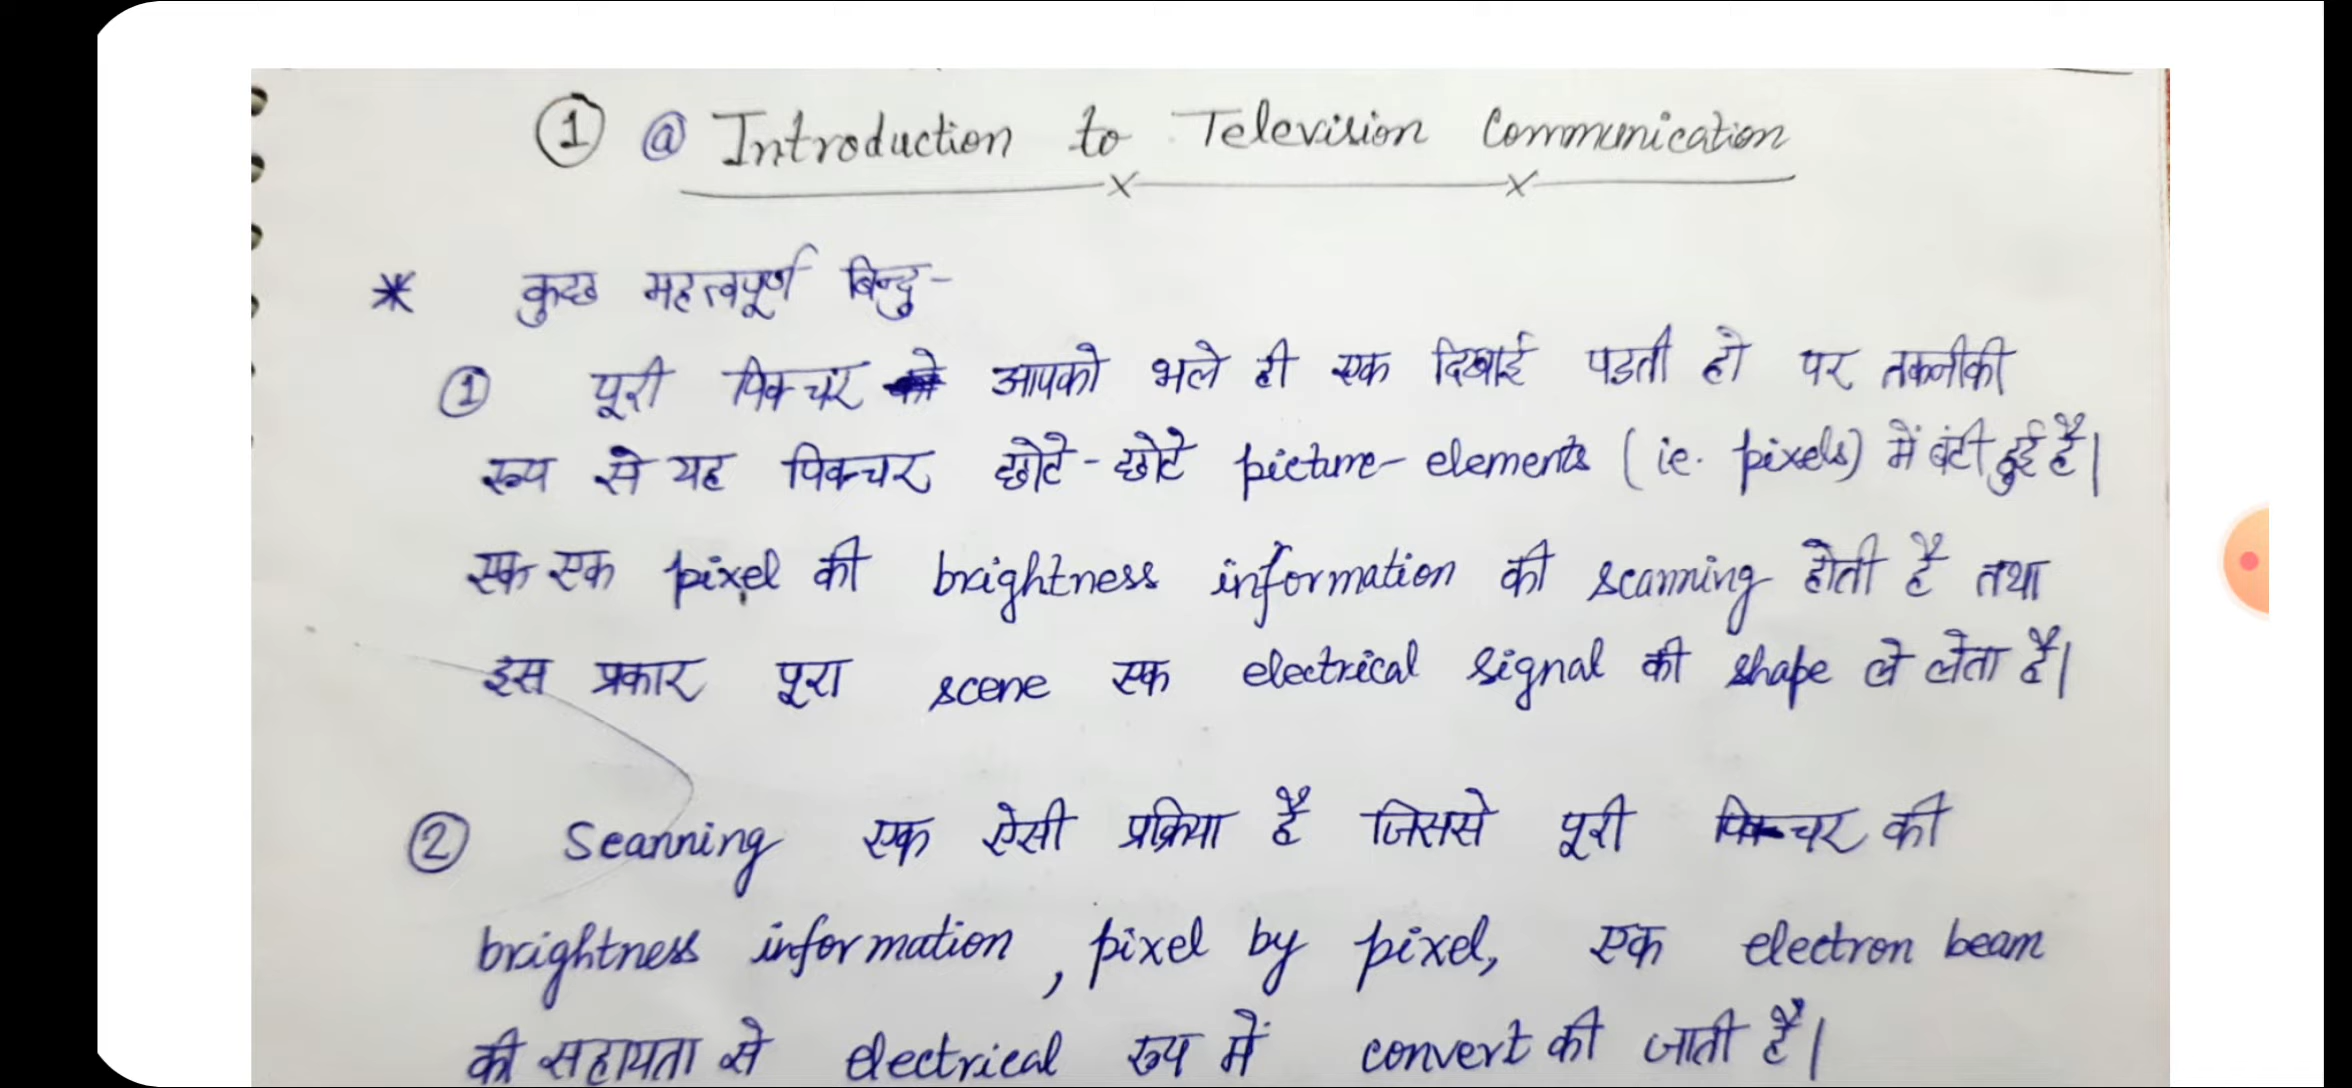 ① ⓐ Introduction to Television Communication
* कुछ महत्वपूर्ण बिन्दु-
① पूरी पिक्चर आपको भले ही एक दिखाई पडती हो पर तकनीकी
रूप से यह पिक्चर छोटे-छोटे picture-elements (ie. pixels) में बंटी हुई है।
एक एक pixel की brightness information की scanning होती है तथा
इस प्रकार पूरा scene एक electrical signal की shape ले लेता है।
② Scanning एक ऐसी प्रक्रिया है जिससे पूरी पिक्चर की
brightness information, pixel by pixel, एक electron beam
की सहायता से electrical रूप में convert की जाती है।